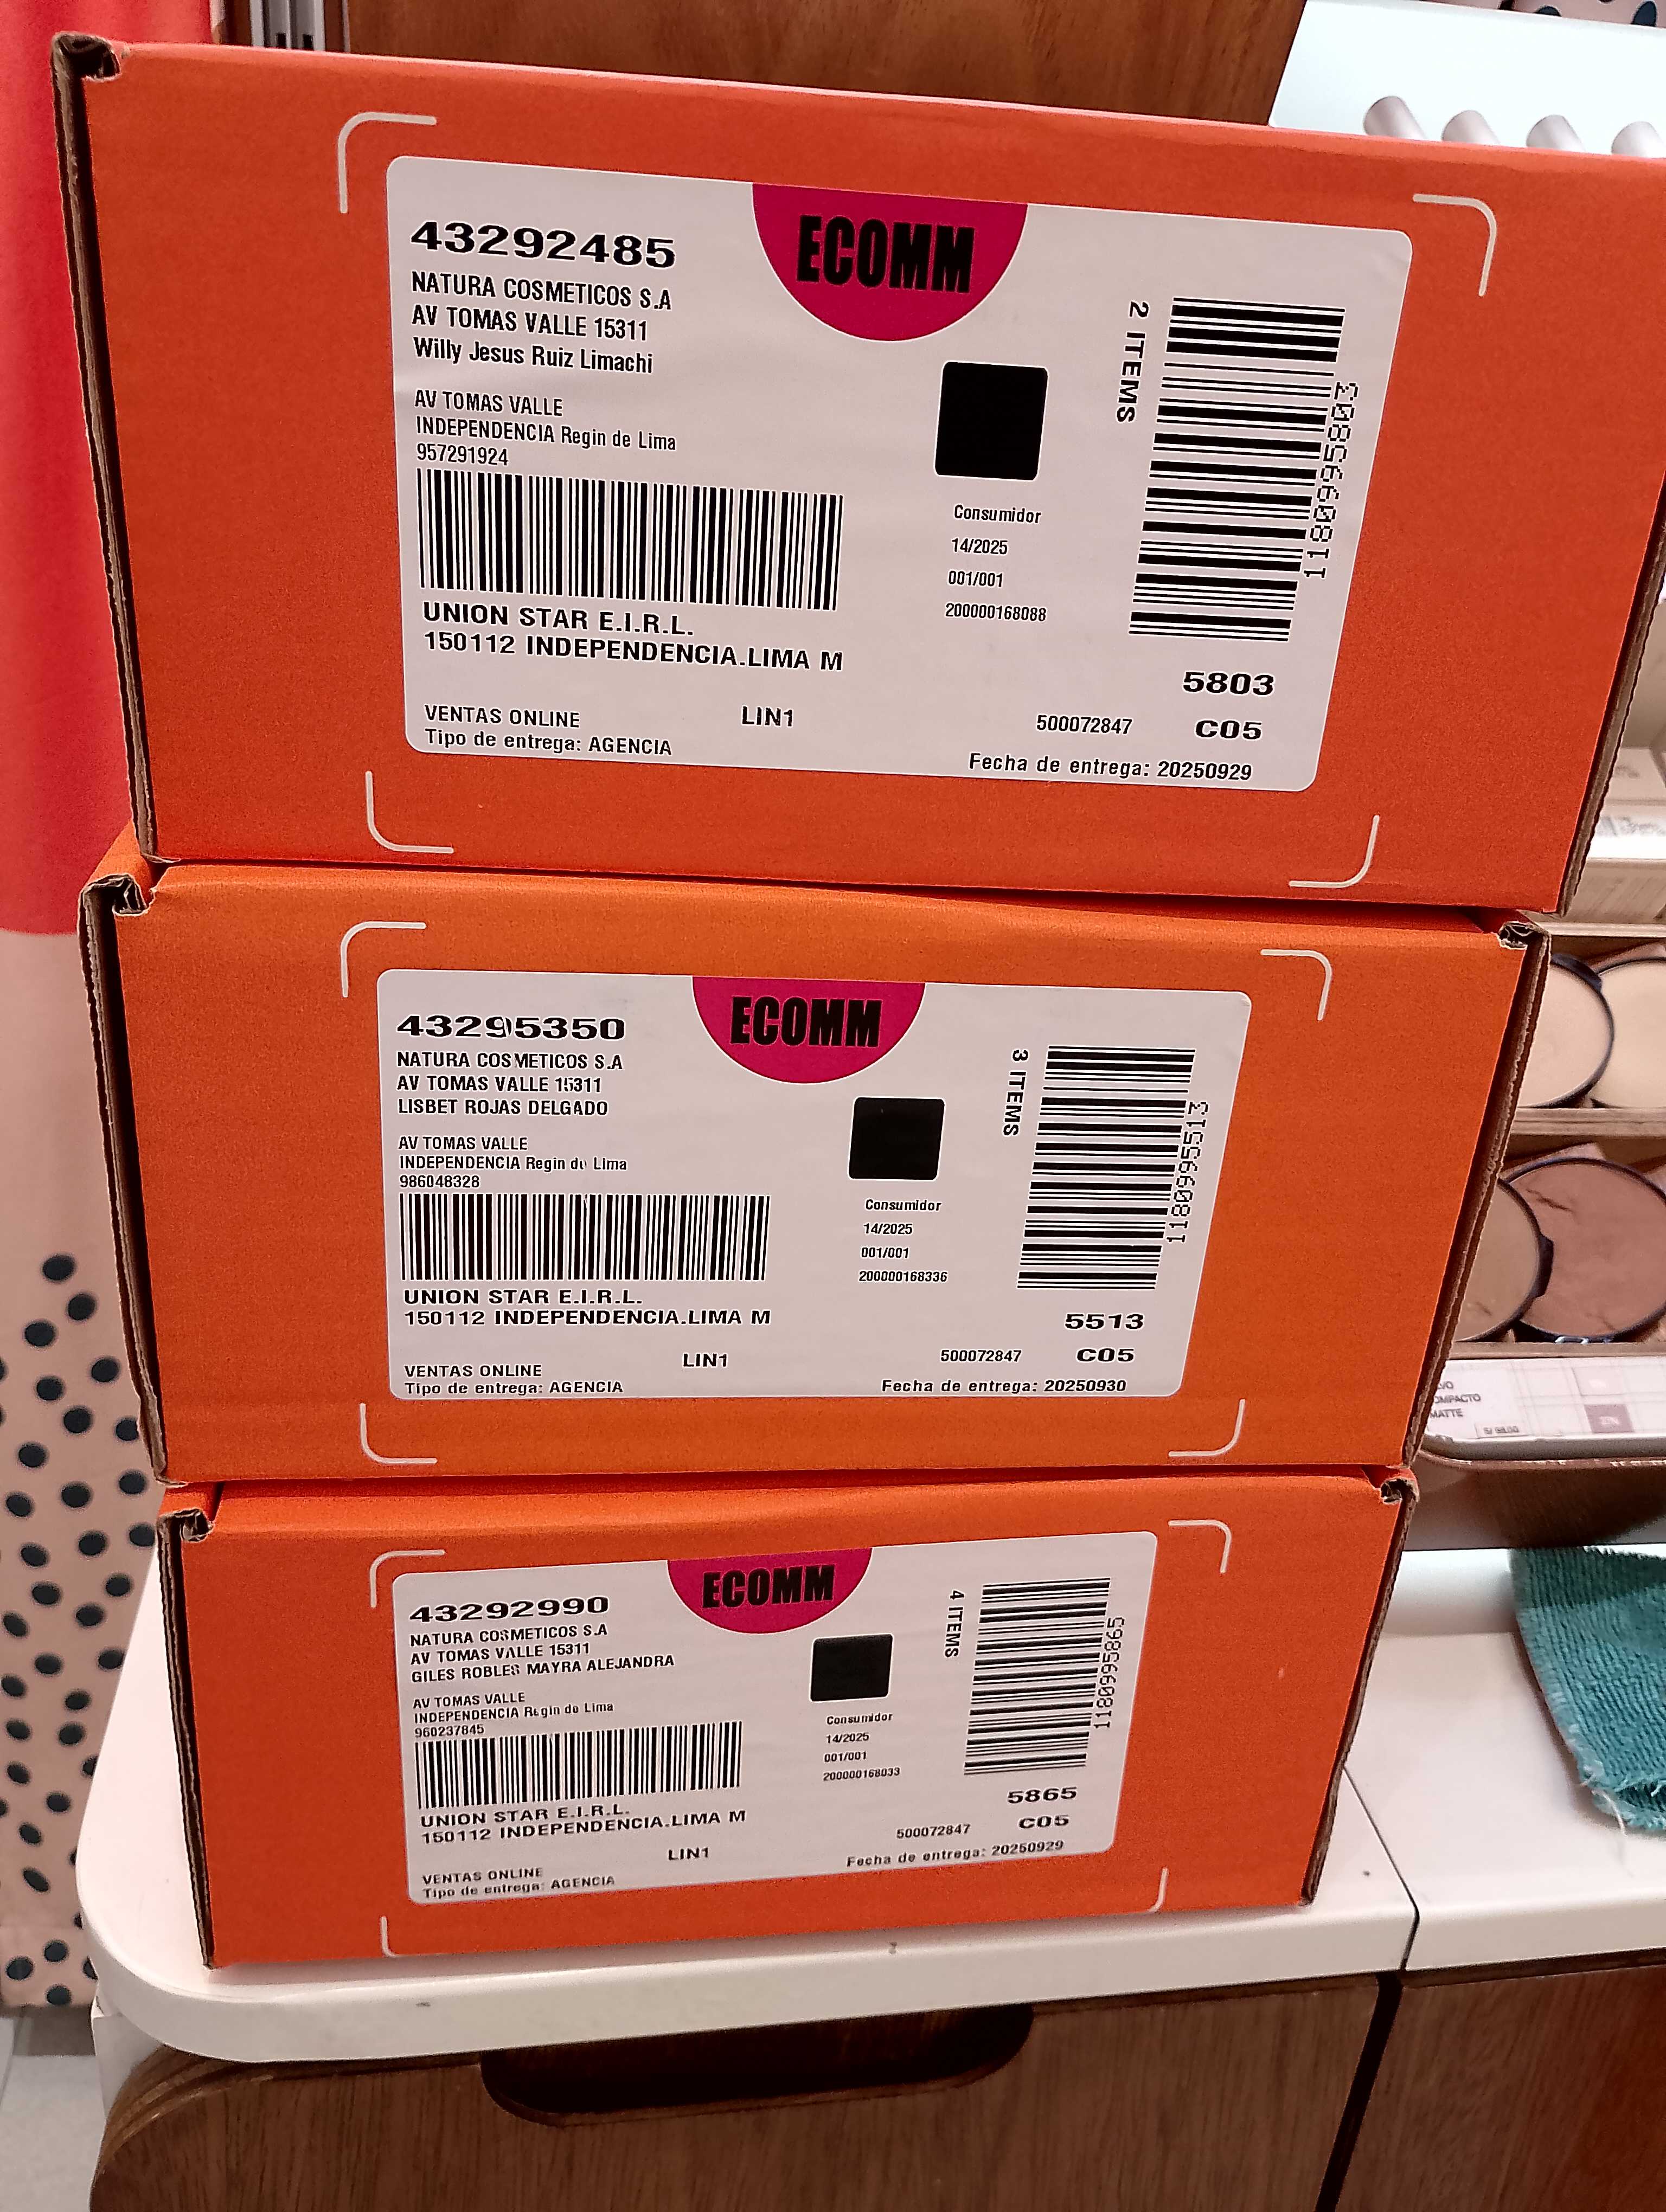 ECOMM
43292485
NATURA COSMETICOS S.A
AV TOMAS VALLE 15311
Willy Jesus Ruiz Limachi
AV TOMAS VALLE
INDEPENDENCIA Regin de Lima
957291924
UNION STAR E.I.R.L.
150112 INDEPENDENCIA.LIMA M
VENTAS ONLINE
LIN1
Tipo de entrega: AGENCIA
Consumidor
14/2025
001/001
200000168088
2 ITEMS
1180995803
5803
500072847
C05
Fecha de entrega: 20250929
ECOMM
43295350
NATURA COSMETICOS S.A
AV TOMAS VALLE 15311
LISBET ROJAS DELGADO
AV TOMAS VALLE
INDEPENDENCIA Regin de Lima
986048328
UNION STAR E.I.R.L.
150112 INDEPENDENCIA.LIMA M
VENTAS ONLINE
LIN1
Tipo de entrega: AGENCIA
Consumidor
14/2025
001/001
200000168336
3 ITEMS
1180995513
5513
500072847
C05
Fecha de entrega: 20250930
ECOMM
43292990
NATURA COSMETICOS S.A
AV TOMAS VALLE 15311
GILES ROBLES MAYRA ALEJANDRA
AV TOMAS VALLE
INDEPENDENCIA Regin de Lima
960237845
UNION STAR E.I.R.L.
150112 INDEPENDENCIA.LIMA M
VENTAS ONLINE
LIN1
Tipo de entrega: AGENCIA
Consumidor
14/2025
001/001
200000168033
4 ITEMS
1180995865
5865
500072847
C05
Fecha de entrega: 20250929
MATTE